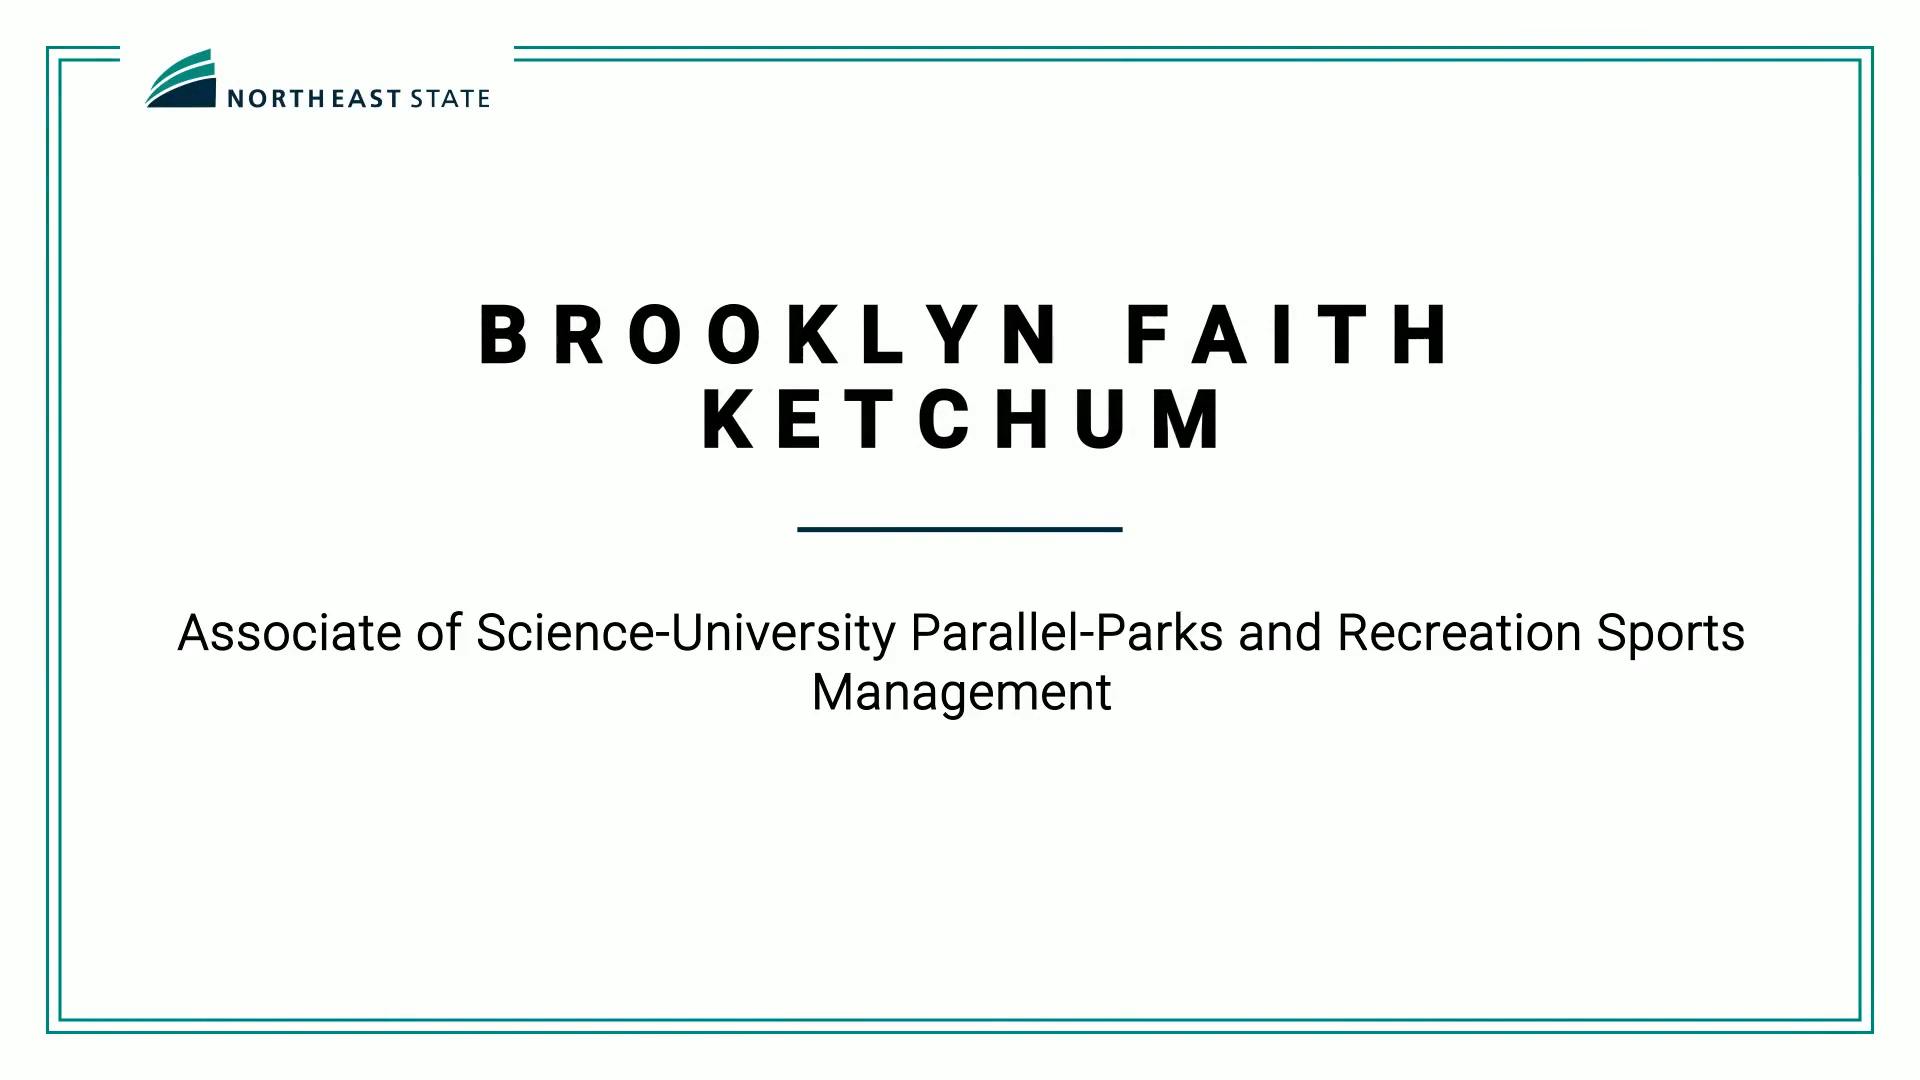 NORTHEAST STATE
BROOKLYN FAITH
KETCHUM
Associate of Science-University Parallel-Parks and Recreation Sports
Management